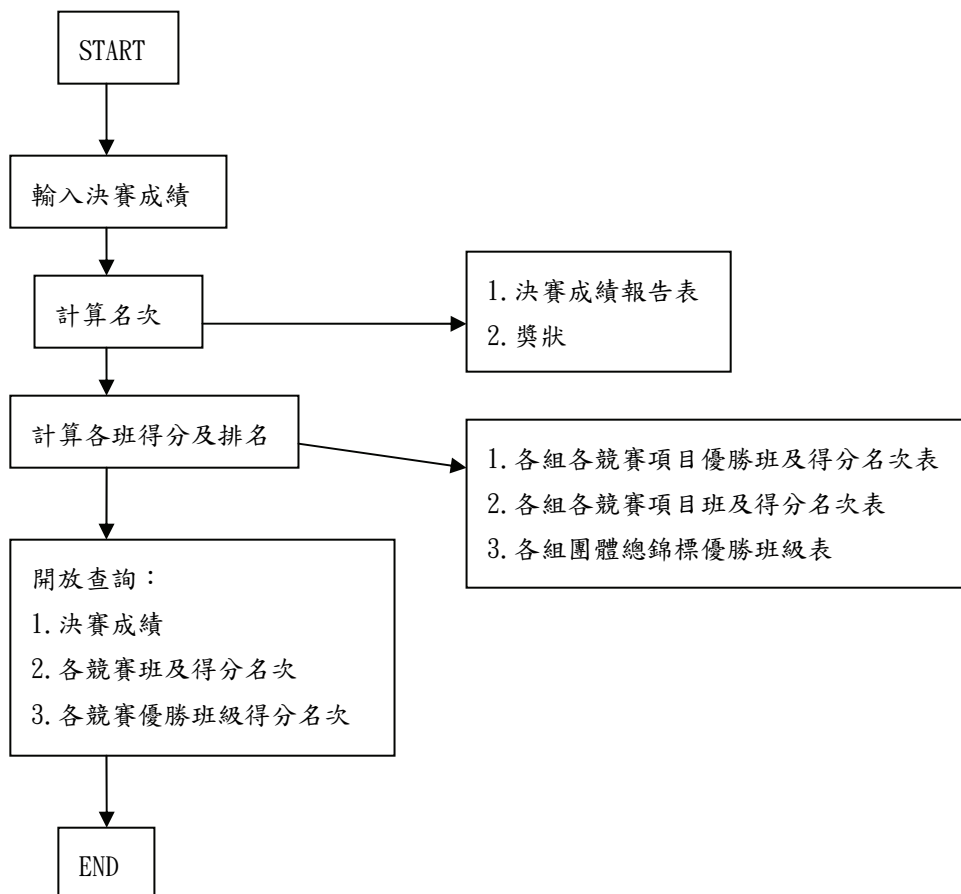 START
輸入決賽成績
計算名次
1.決賽成績報告表
2.獎狀
計算各班得分及排名
1.各組各競賽項目優勝班及得分名次表
2.各組各競賽項目班及得分名次表
3.各組團體總錦標優勝班級表
開放查詢：
1.決賽成績
2.各競賽班及得分名次
3.各競賽優勝班級得分名次
END